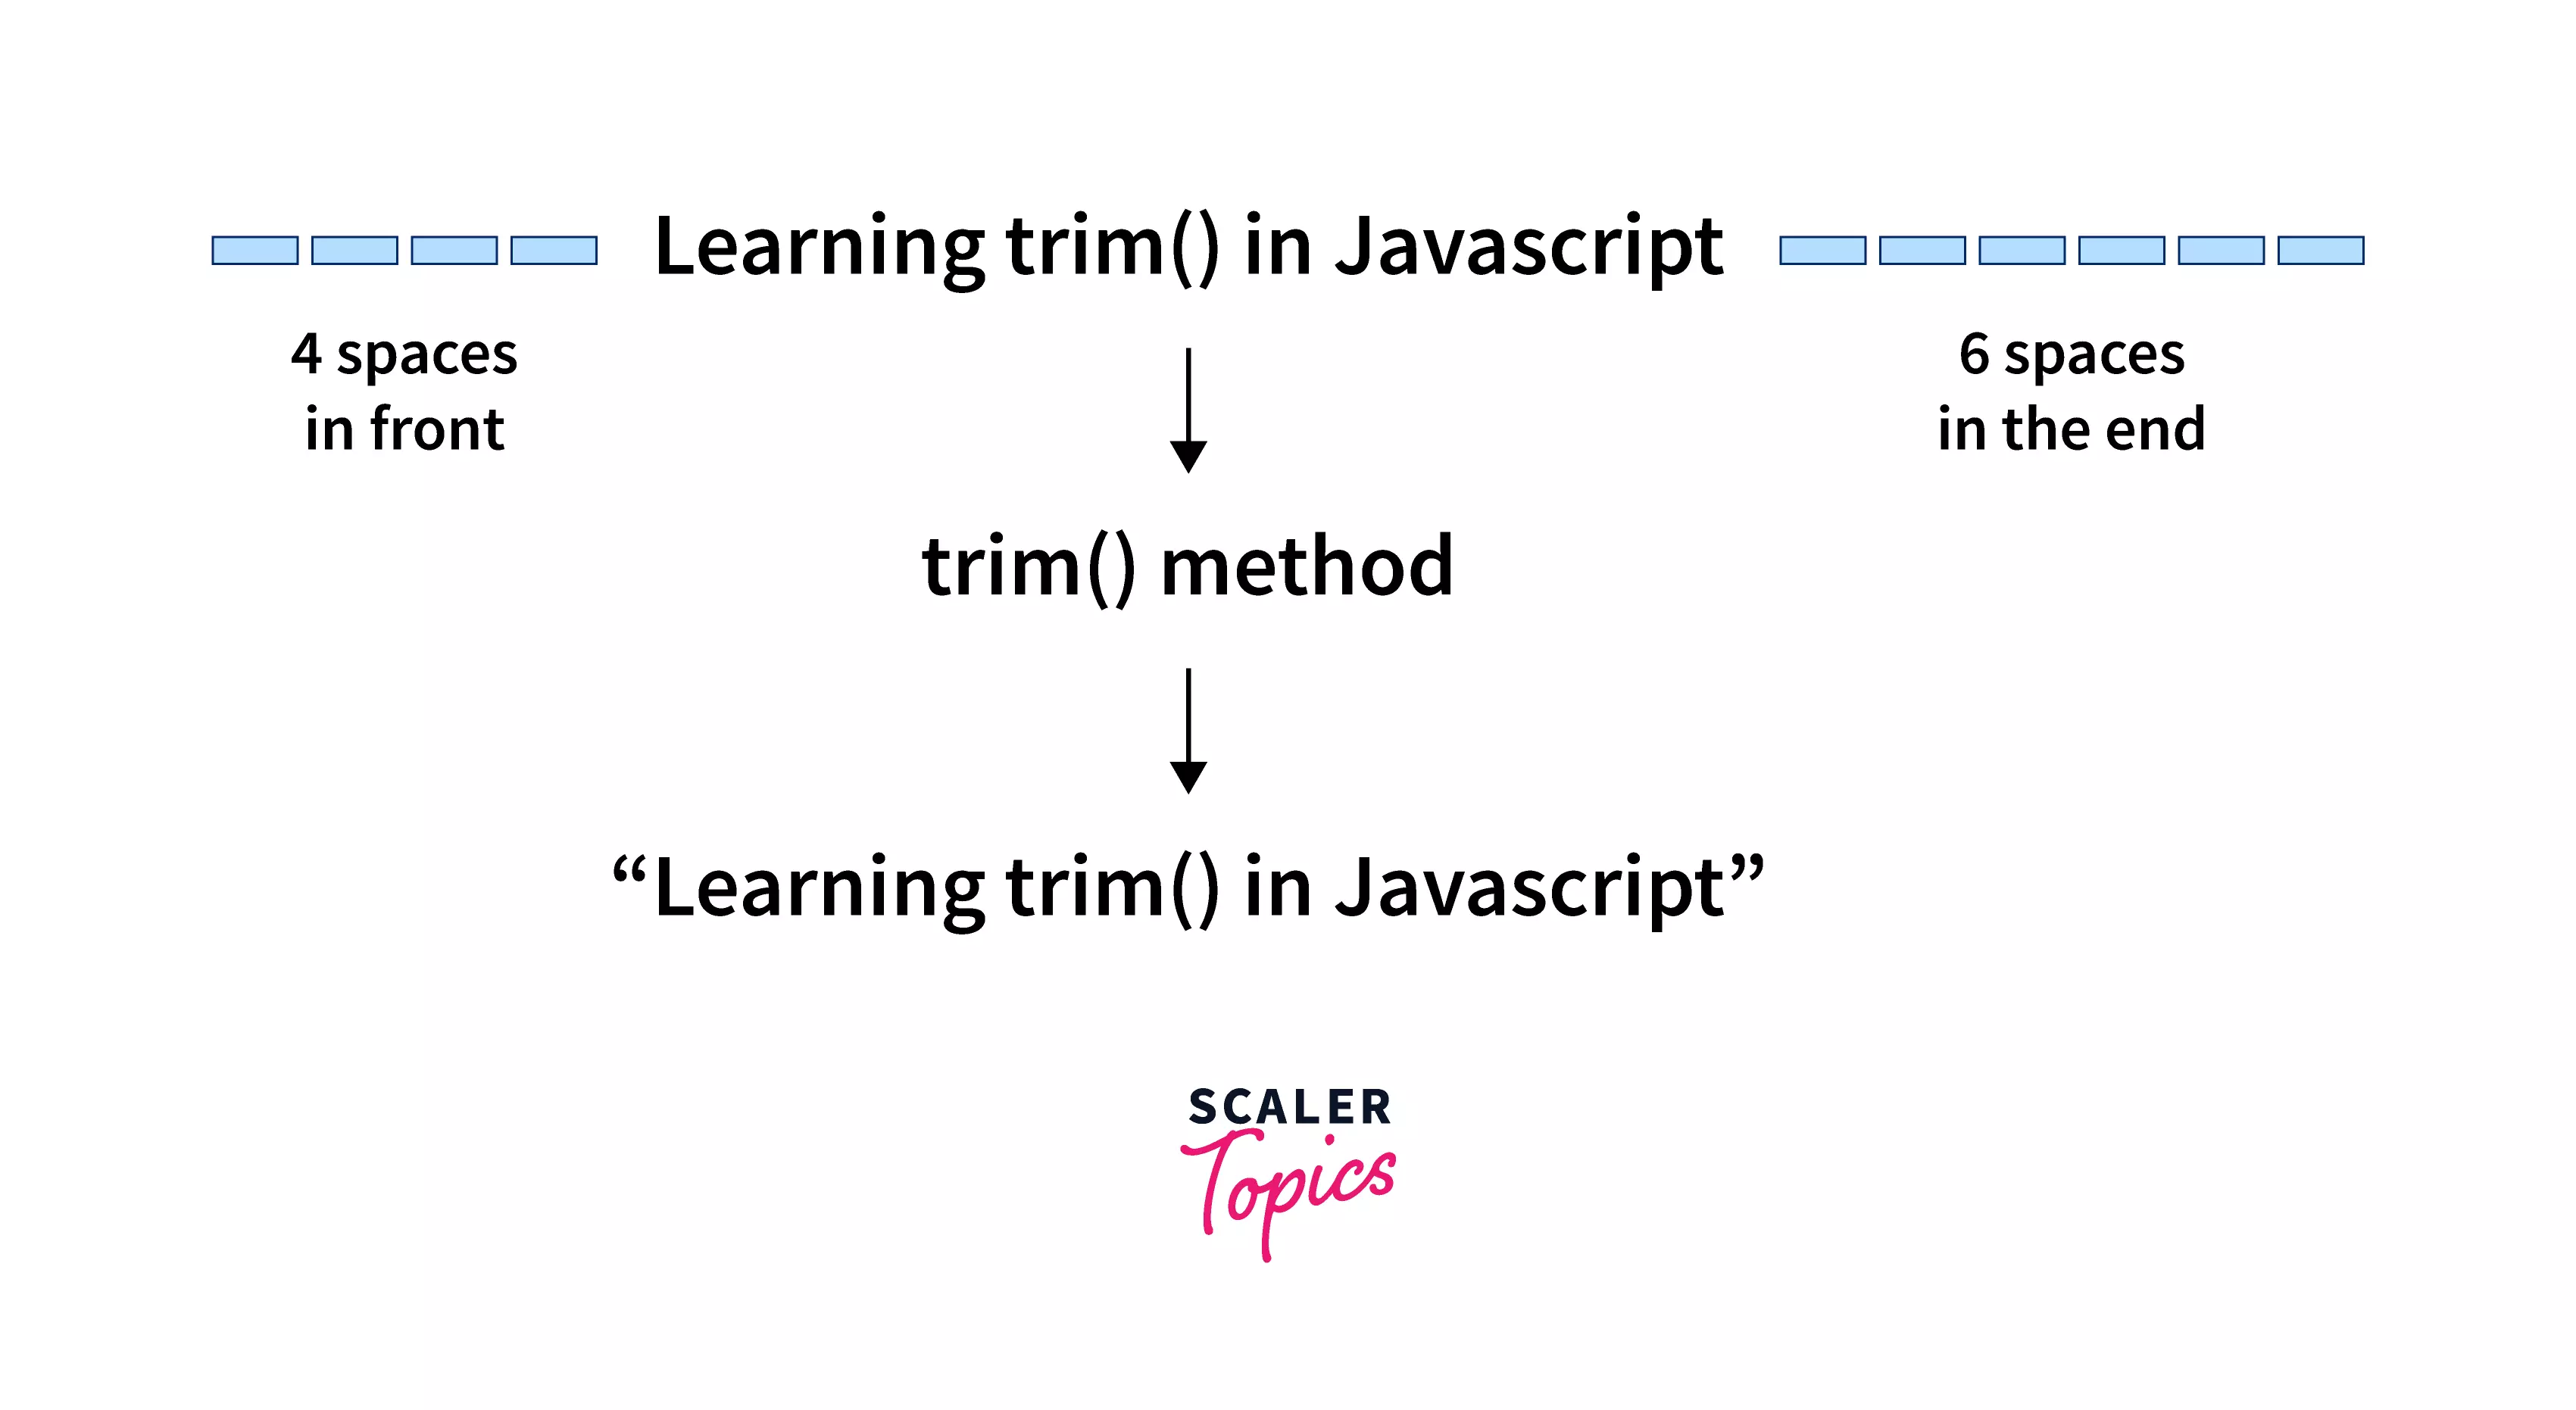 Learning trim() in Javascript
4 spaces
in front
6 spaces
in the end
trim() method
“Learning trim() in Javascript”
SCALER
Topics